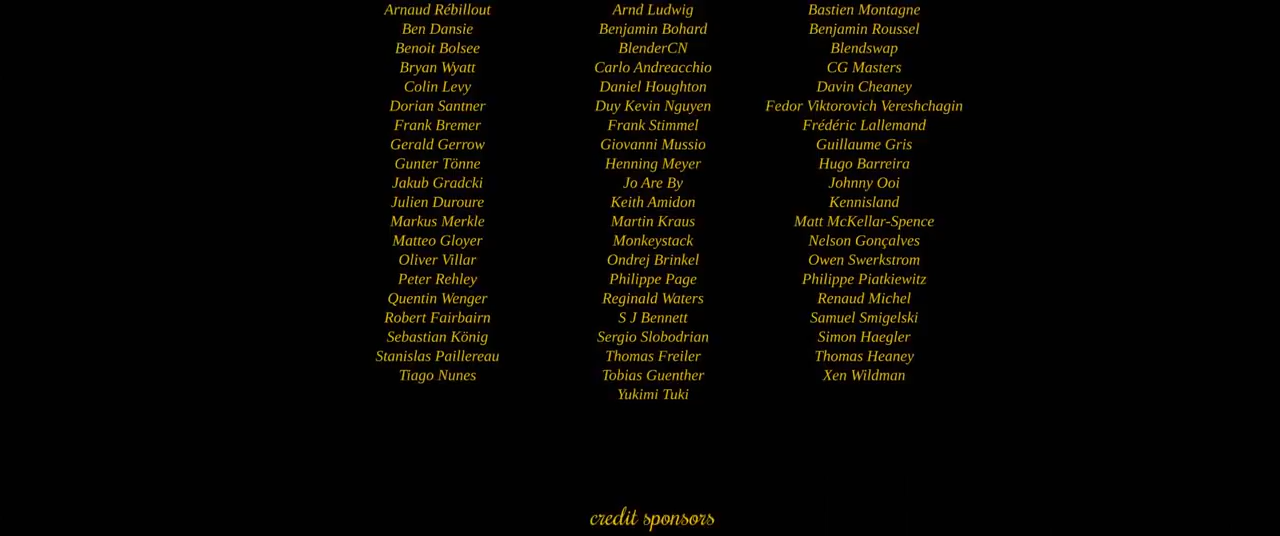 Arnaud Rébillout Arnd Ludwig Bastien Montagne
Ben Dansie Benjamin Bohard Benjamin Roussel
Benoit Bolsee BlenderCN Blendswap
Bryan Wyatt Carlo Andreacchio CG Masters
Colin Levy Daniel Houghton Davin Cheaney
Dorian Santner Duy Kevin Nguyen Fedor Viktorovich Vereshchagin
Frank Bremer Frank Stimmel Frédéric Lallemand
Gerald Gerrow Giovanni Mussio Guillaume Gris
Gunter Tönne Henning Meyer Hugo Barreira
Jakub Gradcki Jo Are By Johnny Ooi
Julien Duroure Keith Amidon Kennisland
Markus Merkle Martin Kraus Matt McKellar-Spence
Matteo Gloyer Monkeystack Nelson Gonçalves
Oliver Villar Ondrej Brinkel Owen Swerkstrom
Peter Rehley Philippe Page Philippe Piatkiewitz
Quentin Wenger Reginald Waters Renaud Michel
Robert Fairbairn S J Bennett Samuel Smigelski
Sebastian König Sergio Slobodrian Simon Haegler
Stanislas Paillereau Thomas Freiler Thomas Heaney
Tiago Nunes Tobias Guenther Xen Wildman
Yukimi Tuki
credit sponsors